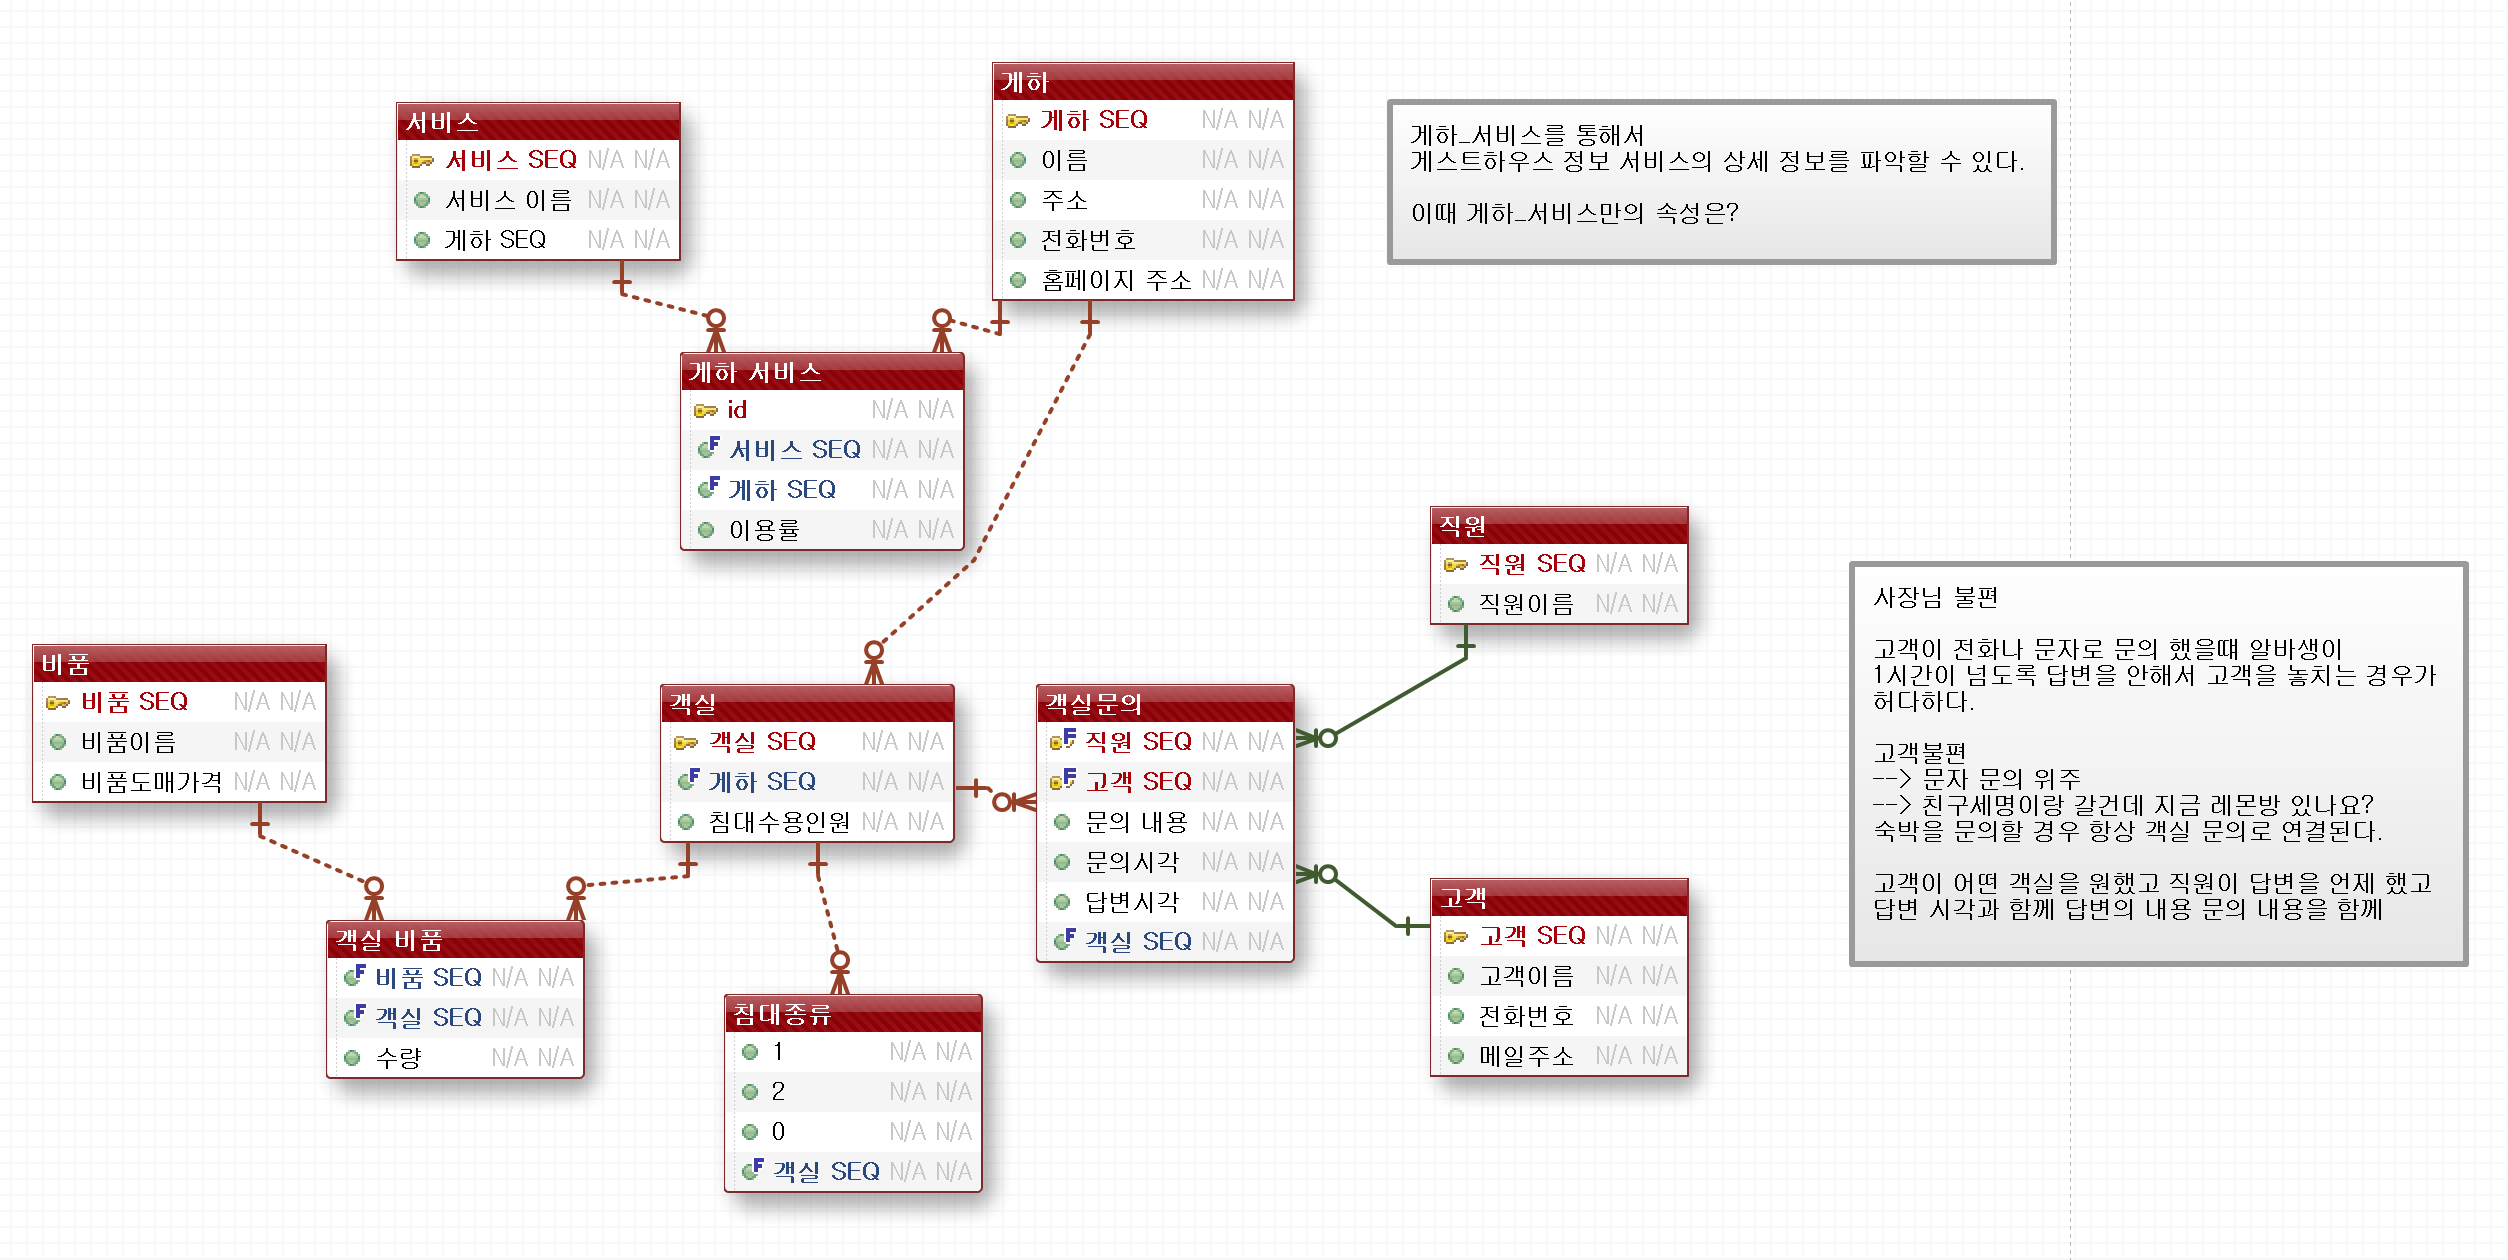 서비스
서비스 SEQ N/A N/A
서비스 이름 N/A N/A
게하 SEQ N/A N/A
게하
게하 SEQ N/A N/A
이름 N/A N/A
주소 N/A N/A
전화번호 N/A N/A
홈페이지 주소 N/A N/A
게하_서비스를 통해서
게스트하우스 정보 서비스의 상세 정보를 파악할 수 있다.
이때 게하_서비스만의 속성은?
게하 서비스
id N/A N/A
서비스 SEQ N/A N/A
게하 SEQ N/A N/A
이용률 N/A N/A
직원
직원 SEQ N/A N/A
직원이름 N/A N/A
사장님 불편
고객이 전화나 문자로 문의 했을떄 알바생이
1시간이 넘도록 답변을 안해서 고객을 놓치는 경우가
허다하다.
고객불편
--> 문자 문의 위주
--> 친구세명이랑 갈건데 지금 레몬방 있나요?
숙박을 문의할 경우 항상 객실 문의로 연결된다.
고객이 어떤 객실을 원했고 직원이 답변을 언제 했고
답변 시각과 함께 답변의 내용 문의 내용을 함께
비품
비품 SEQ N/A N/A
비품이름 N/A N/A
비품도매가격 N/A N/A
객실
객실 SEQ N/A N/A
게하 SEQ N/A N/A
침대수용인원 N/A N/A
객실문의
직원 SEQ N/A N/A
고객 SEQ N/A N/A
문의 내용 N/A N/A
문의시각 N/A N/A
답변시각 N/A N/A
객실 SEQ N/A N/A
고객
고객 SEQ N/A N/A
고객이름 N/A N/A
전화번호 N/A N/A
메일주소 N/A N/A
객실 비품
비품 SEQ N/A N/A
객실 SEQ N/A N/A
수량 N/A N/A
침대종류
1 N/A N/A
2 N/A N/A
0 N/A N/A
객실 SEQ N/A N/A